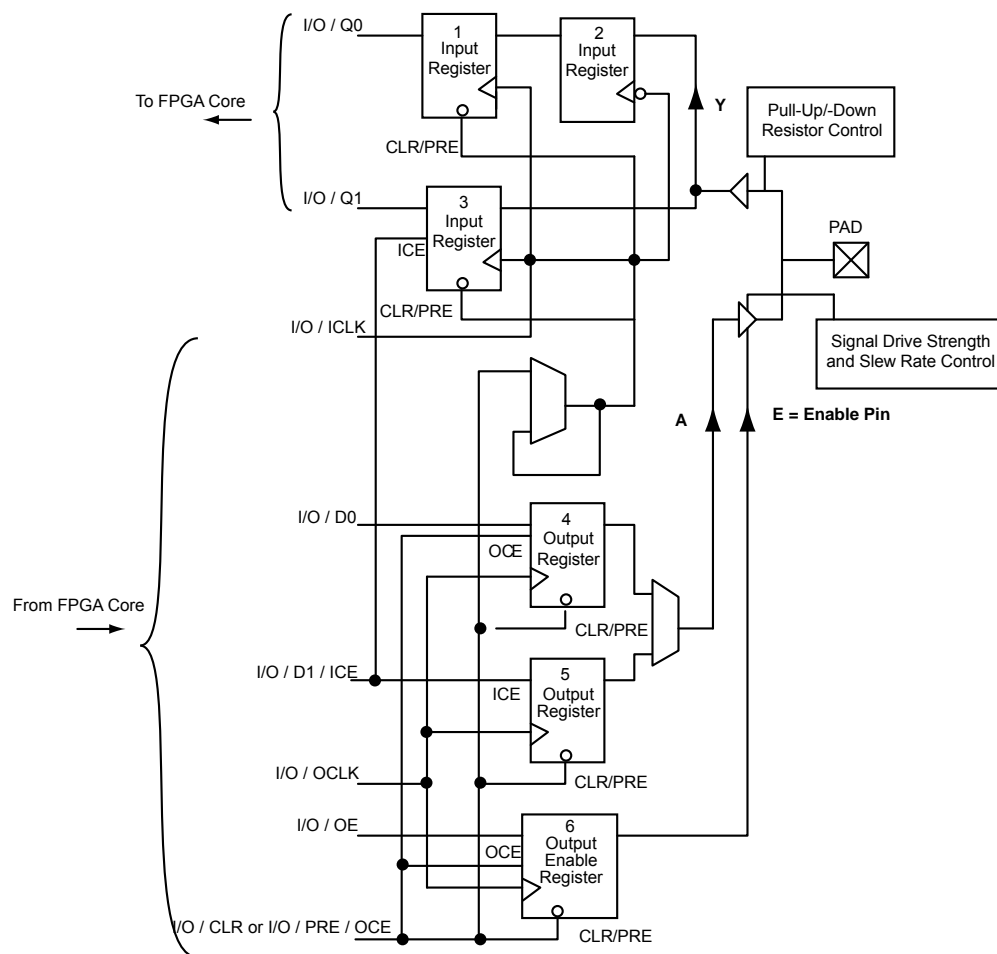 I/O / Q0
1
Input
Register
2
Input
Register
To FPGA Core
Y
Pull-Up/-Down
Resistor Control
CLR/PRE
I/O / Q1
3
Input
Register
ICE
PAD
CLR/PRE
I/O / ICLK
Signal Drive Strength
and Slew Rate Control
A
E = Enable Pin
I/O / D0
4
Output
Register
OCE
From FPGA Core
CLR/PRE
I/O / D1 / ICE
5
Output
Register
ICE
I/O / OCLK
CLR/PRE
I/O / OE
6
Output
Enable
Register
OCE
I/O / CLR or I/O / PRE / OCE
CLR/PRE